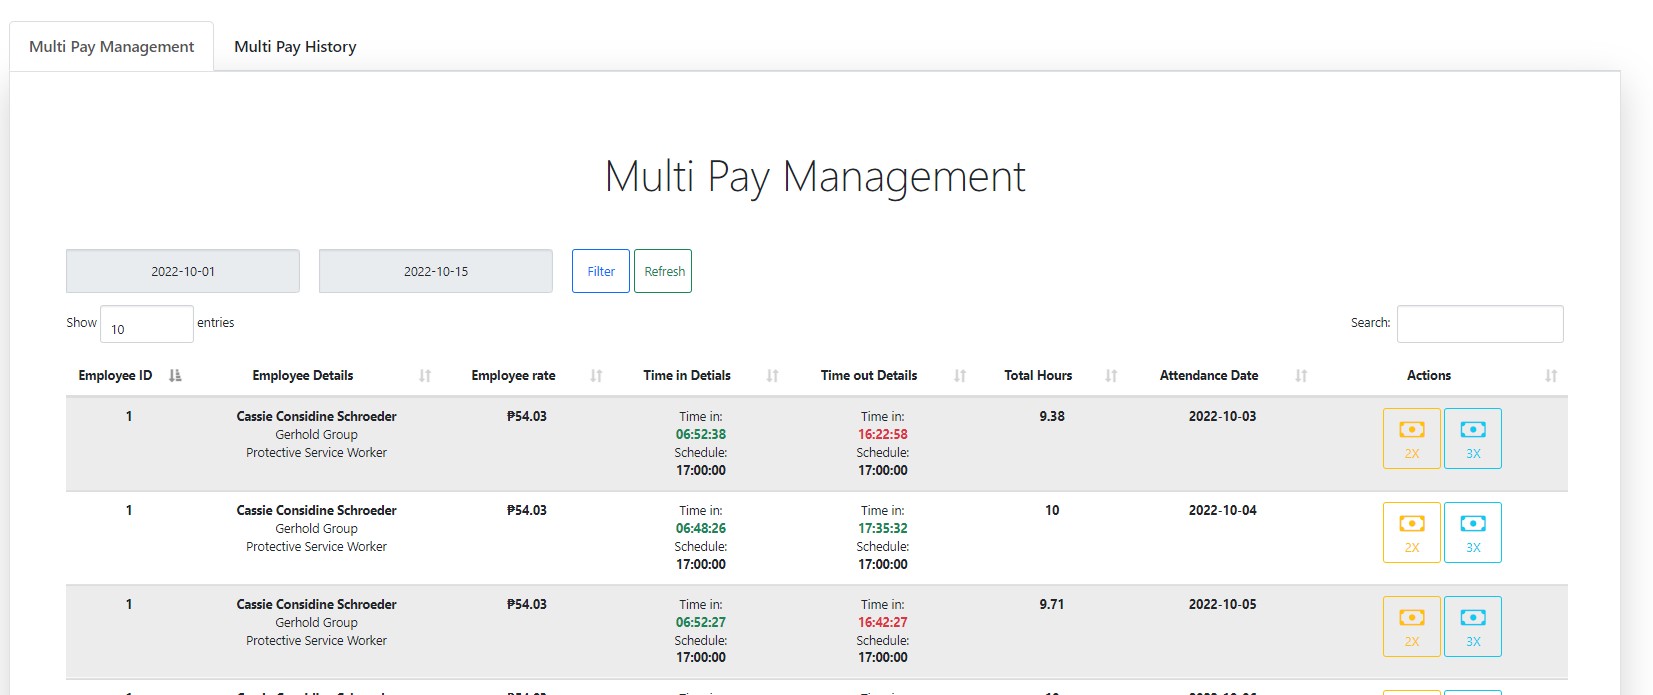 Multi Pay Management
Multi Pay History
Multi Pay Management
2022-10-01
2022-10-15
Filter
Refresh
Show 10 entries
Search:
Employee ID Employee Details Employee rate Time in Detials Time out Details Total Hours Attendance Date Actions
1 Cassie Considine Schroeder ₱54.03 Time in: Time in: 9.38 2022-10-03
Gerhold Group 06:52:38 16:22:58
Protective Service Worker Schedule: Schedule: 2X 3X
17:00:00 17:00:00
1 Cassie Considine Schroeder ₱54.03 Time in: Time in: 10 2022-10-04
Gerhold Group 06:48:26 17:35:32
Protective Service Worker Schedule: Schedule: 2X 3X
17:00:00 17:00:00
1 Cassie Considine Schroeder ₱54.03 Time in: Time in: 9.71 2022-10-05
Gerhold Group 06:52:27 16:42:27
Protective Service Worker Schedule: Schedule: 2X 3X
17:00:00 17:00:00